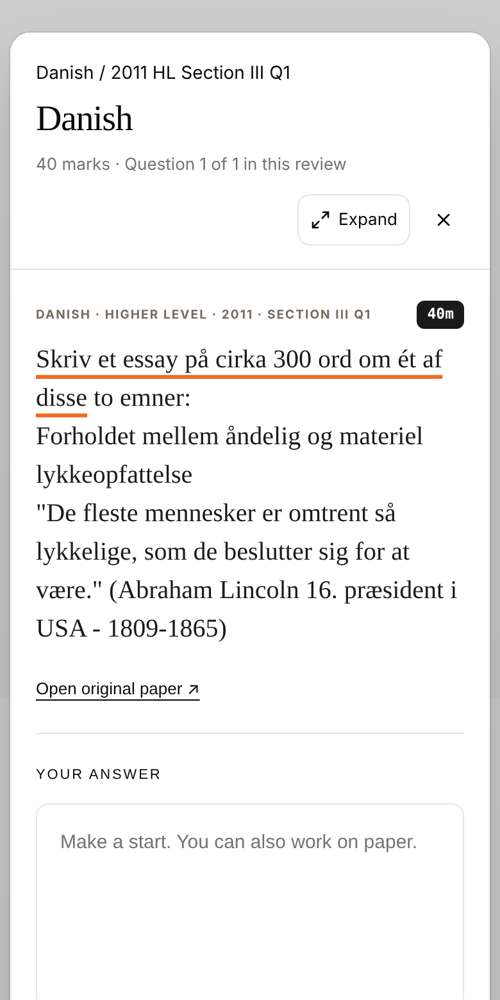 Danish / 2011 HL Section III Q1
Danish
40 marks · Question 1 of 1 in this review
Expand
DANISH · HIGHER LEVEL · 2011 · SECTION III Q1
40m
Skriv et essay på cirka 300 ord om ét af
disse to emner:
Forholdet mellem åndelig og materiel
lykkeopfattelse
"De fleste mennesker er omtrent så
lykkelige, som de beslutter sig for at
være." (Abraham Lincoln 16. præsident i
USA - 1809-1865)
Open original paper ↗
YOUR ANSWER
Make a start. You can also work on paper.